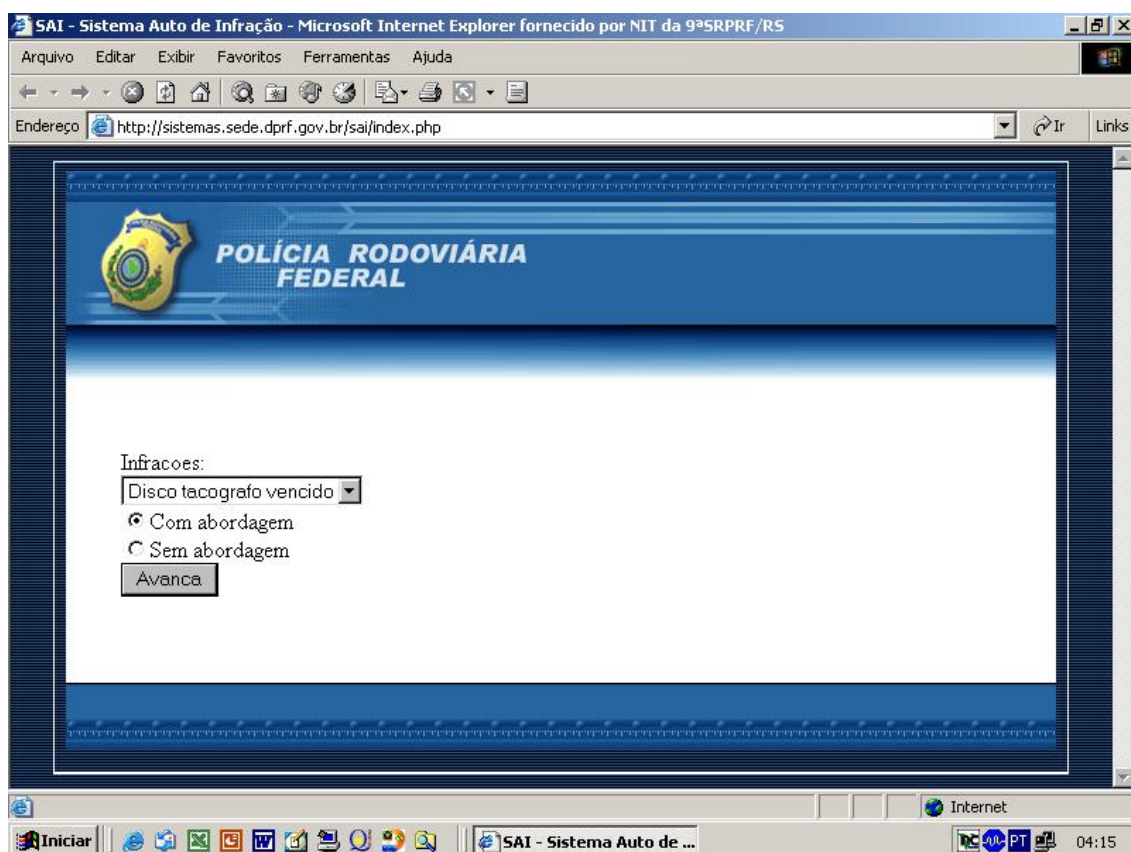 SAI - Sistema Auto de Infração - Microsoft Internet Explorer fornecido por NIT da 9ªSRPRF/RS
Arquivo Editar Exibir Favoritos Ferramentas Ajuda
Endereço http://sistemas.sede.dprf.gov.br/sai/index.php Ir Links
POLÍCIA RODOVIÁRIA
FEDERAL
Infracoes:
Disco tacografo vencido
Com abordagem
Sem abordagem
Avanca
Internet
Iniciar SAI - Sistema Auto de ... PT 04:15